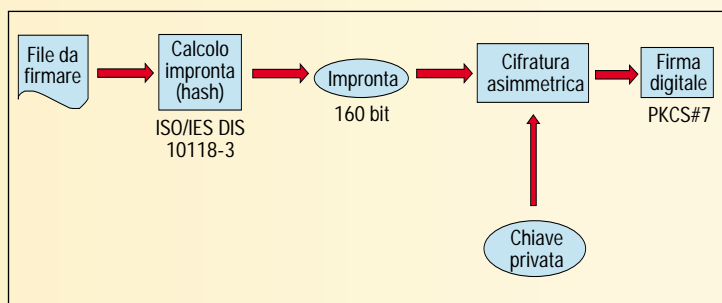 File da
firmare
Calcolo
impronta
(hash)
ISO/IES DIS
10118-3
Impronta
160 bit
Cifratura
asimmetrica
Firma
digitale
PKCS#7
Chiave
privata